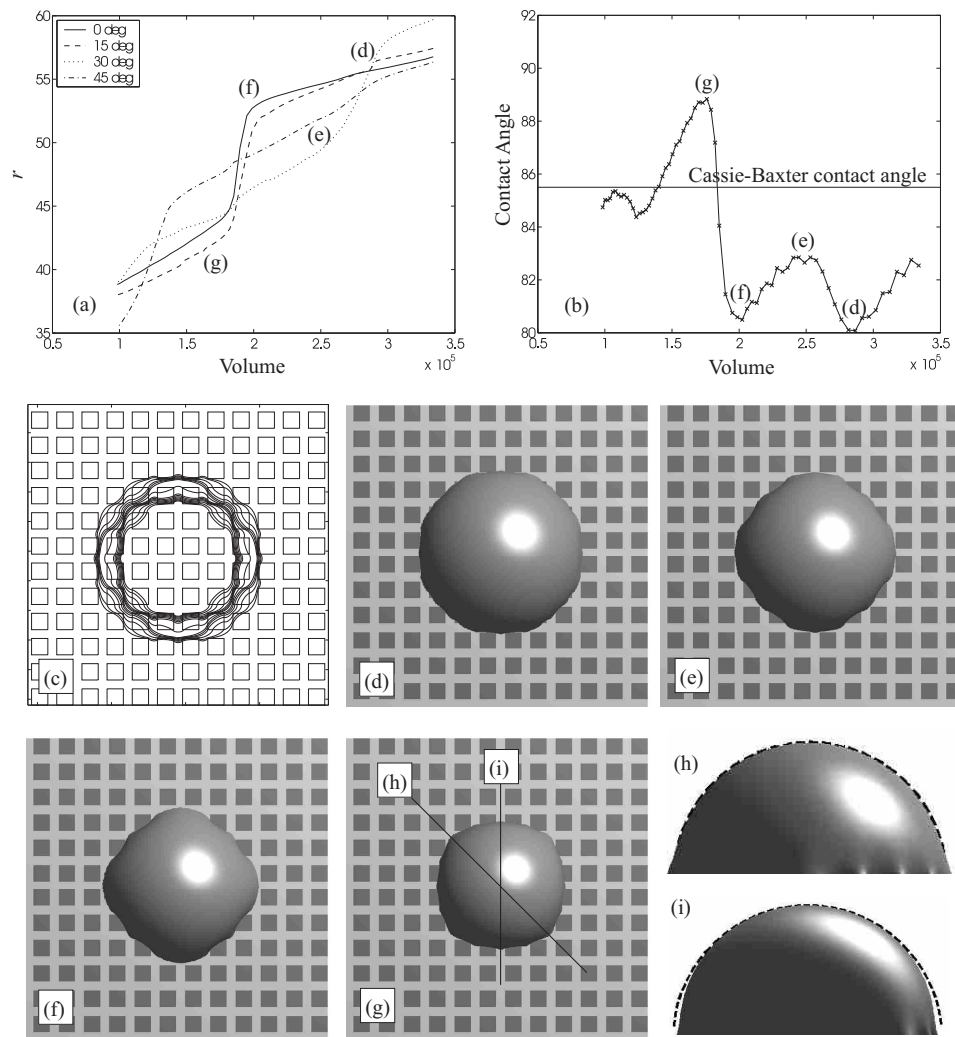 60
55
50
45
40
35
r
0 deg
15 deg
30 deg
45 deg
(d)
(f)
(e)
(g)
(a)
0.5
1
1.5
2
2.5
3
3.5
Volume
x 10⁵
92
90
88
86
84
82
80
Contact Angle
(g)
Cassie-Baxter contact angle
(e)
(f)
(d)
(b)
0.5
1
1.5
2
2.5
3
3.5
Volume
x 10⁵
(c)
(d)
(e)
(f)
(h)
(i)
(g)
(h)
(i)